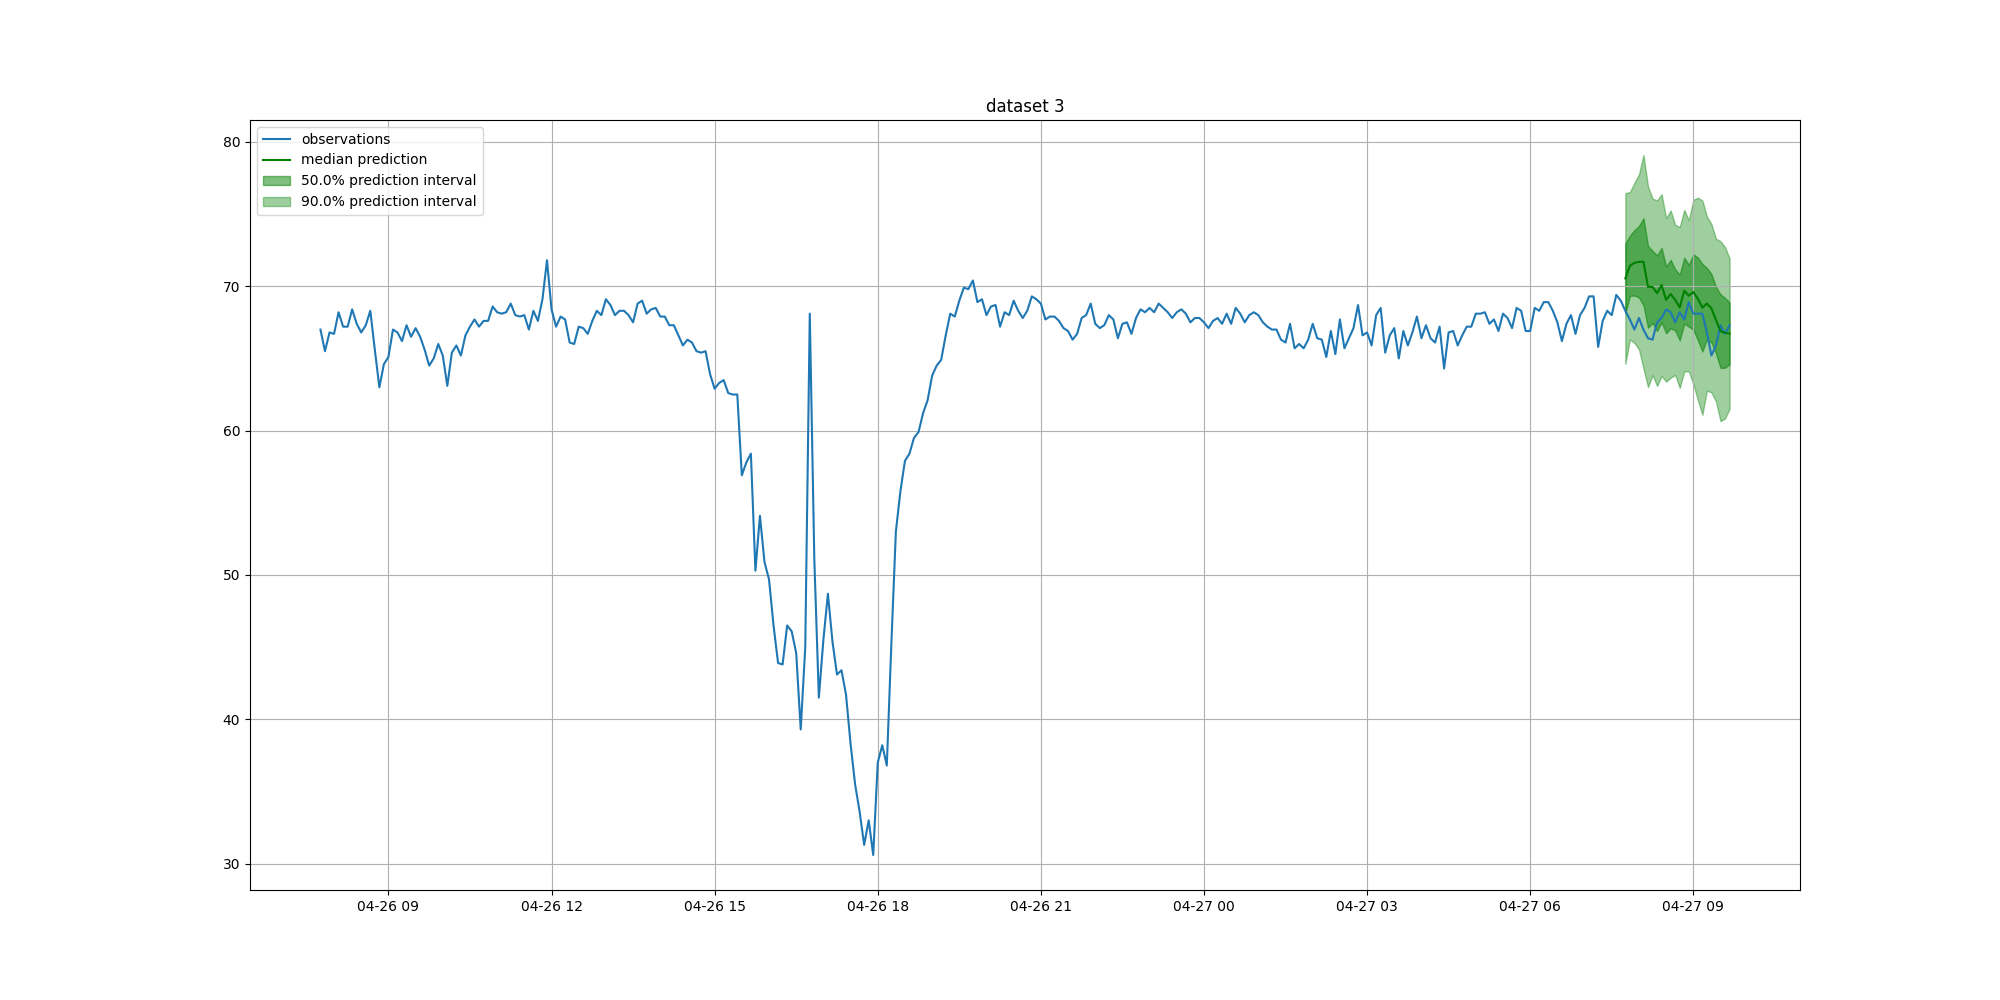 dataset 3
observations
median prediction
50.0% prediction interval
90.0% prediction interval
80
70
60
50
40
30
04-26 09 04-26 12 04-26 15 04-26 18 04-26 21 04-27 00 04-27 03 04-27 06 04-27 09